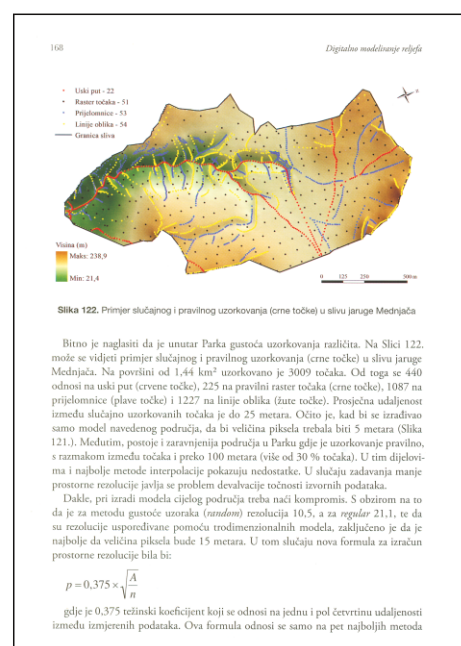 168
Digitalno modeliranje reljefa
Uski put - 22
Raster točaka - 51
Prijelomnice - 53
Linije oblika - 54
Granica sliva
Visina (m)
Maks: 238,9
Min: 21,4
0 125 250 500 m
Slika 122. Primjer slučajnog i pravilnog uzorkovanja (crne točke) u slivu jaruge Mednjača
Bitno je naglasiti da je unutar Parka gustoća uzorkovanja različita. Na Slici 122.
može se vidjeti primjer slučajnog i pravilnog uzorkovanja (crne točke) u slivu jaruge
Mednjača. Na površini od 1,44 km² uzorkovano je 3009 točaka. Od toga se 440
odnosi na uski put (crvene točke), 225 na pravilni raster točaka (crne točke), 1087 na
prijelomnice (plave točke) i 1227 na linije oblika (žute točke). Prosječna udaljenost
između slučajno uzorkovanih točaka je do 25 metara. Očito je, kad bi se izrađivao
samo model navedenog područja, da bi veličina piksela trebala biti 5 metara (Slika
121.). Međutim, postoje i zaravnjenija područja u Parku gdje je uzorkovanje pravilno,
s razmakom između točaka i preko 100 metara (više od 30 % točaka). U tim dijelovi-
ma i najbolje metode interpolacije pokazuju nedostatke. U slučaju zadavanja manje
prostorne rezolucije javlja se problem devalvacije točnosti izvornih podataka.
Dakle, pri izradi modela cijelog područja treba naći kompromis. S obzirom na to
da je za metodu gustoće uzoraka (random) rezolucija 10,5, a za regular 21,1, te da
su rezolucije uspoređivane pomoću trodimenzionalnih modela, zaključeno je da je
najbolje da veličina piksela bude 15 metara. U tom slučaju nova formula za izračun
prostorne rezolucije bila bi:
p = 0,375 × √(A/n)
gdje je 0,375 težinski koeficijent koji se odnosi na jednu i pol četvrtinu udaljenosti
između izmjerenih podataka. Ova formula odnosi se samo na pet najboljih metoda